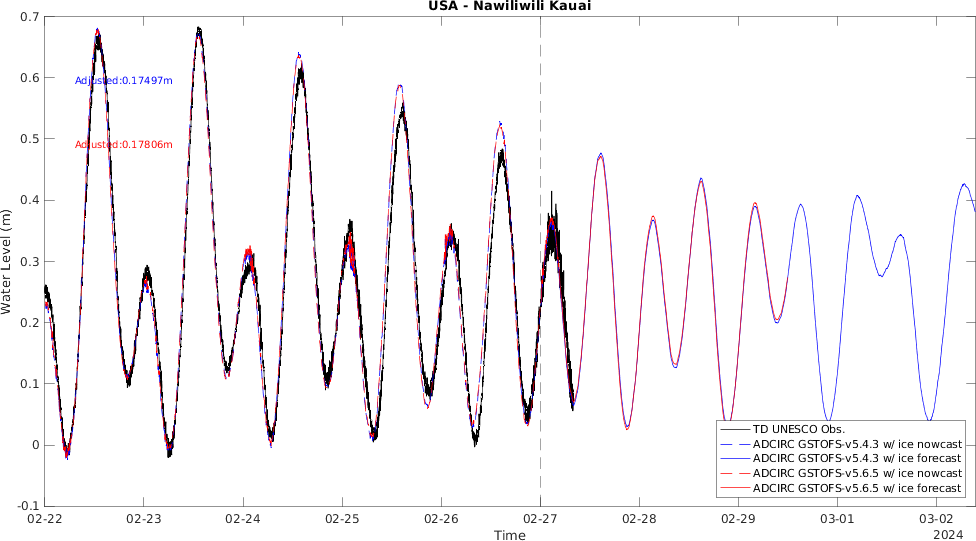 USA - Nawiliwili Kauai
0.7
0.6
0.5
0.4
0.3
0.2
0.1
0
-0.1
Water Level (m)
Adjusted:0.17497m
Adjusted:0.17806m
TD UNESCO Obs.
ADCIRC GSTOFS-v5.4.3 w/ ice nowcast
ADCIRC GSTOFS-v5.4.3 w/ ice forecast
ADCIRC GSTOFS-v5.6.5 w/ ice nowcast
ADCIRC GSTOFS-v5.6.5 w/ ice forecast
02-22 02-23 02-24 02-25 02-26 02-27 02-28 02-29 03-01 03-02
Time
2024